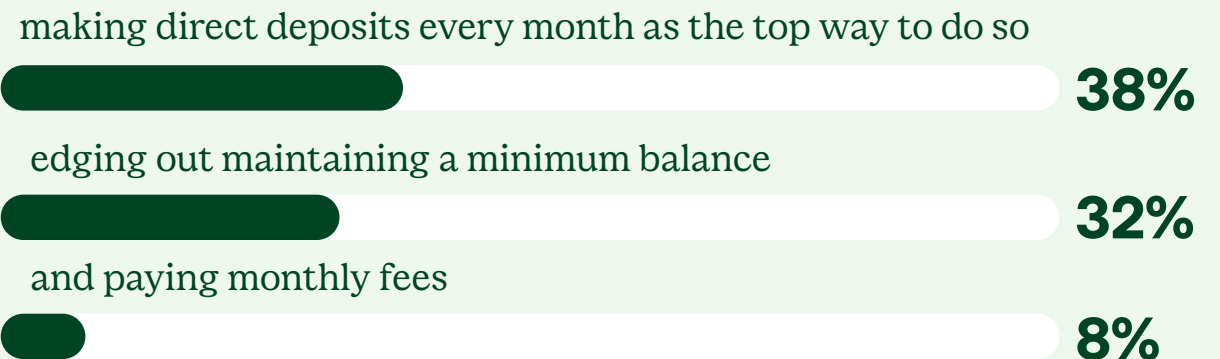 making direct deposits every month as the top way to do so
38%
edging out maintaining a minimum balance
32%
and paying monthly fees
8%